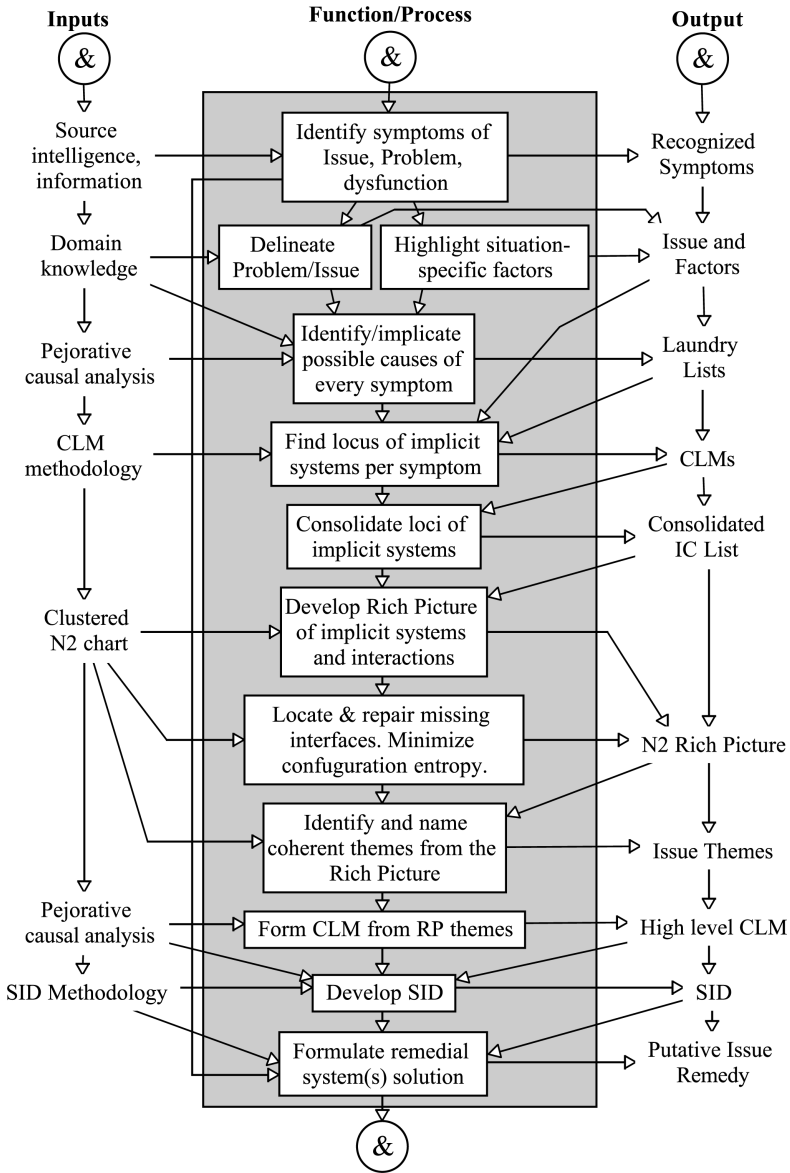 Inputs
Function/Process
Output
&
&
&
Source
intelligence,
information
Identify symptoms of
Issue, Problem,
dysfunction
Recognized
Symptoms
Domain
knowledge
Delineate
Problem/Issue
Highlight situation-
specific factors
Issue and
Factors
Pejorative
causal analysis
Identify/implicate
possible causes of
every symptom
Laundry
Lists
CLM
methodology
Find locus of implicit
systems per symptom
CLMs
Consolidate loci of
implicit systems
Consolidated
IC List
Clustered
N2 chart
Develop Rich Picture
of implicit systems
and interactions
Locate & repair missing
interfaces. Minimize
confuguration entropy.
N2 Rich Picture
Identify and name
coherent themes from the
Rich Picture
Issue Themes
Pejorative
causal analysis
Form CLM from RP themes
High level CLM
SID Methodology
Develop SID
SID
Formulate remedial
system(s) solution
Putative Issue
Remedy
&